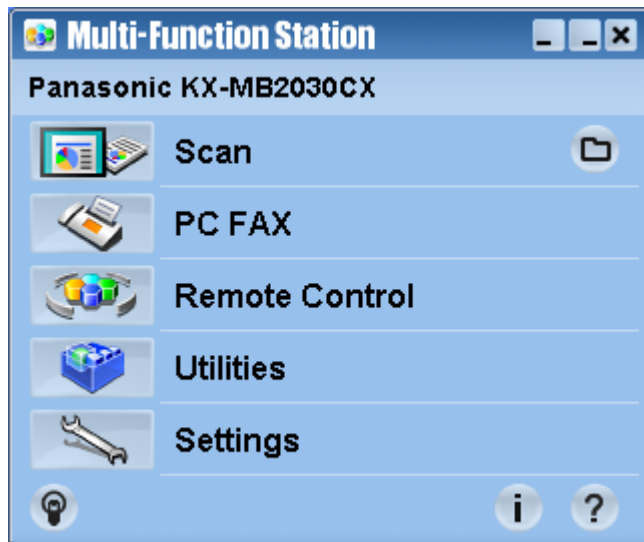 Multi-Function Station
Panasonic KX-MB2030CX
Scan
PC FAX
Remote Control
Utilities
Settings
i ?